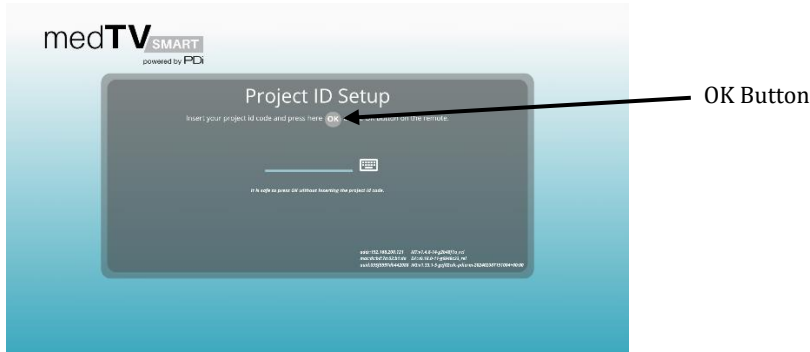 medTV SMART
powered by PDi
Project ID Setup
Insert your project id code and press here OK button on the remote.
OK Button
It is safe to press OK without inserting the project id code.